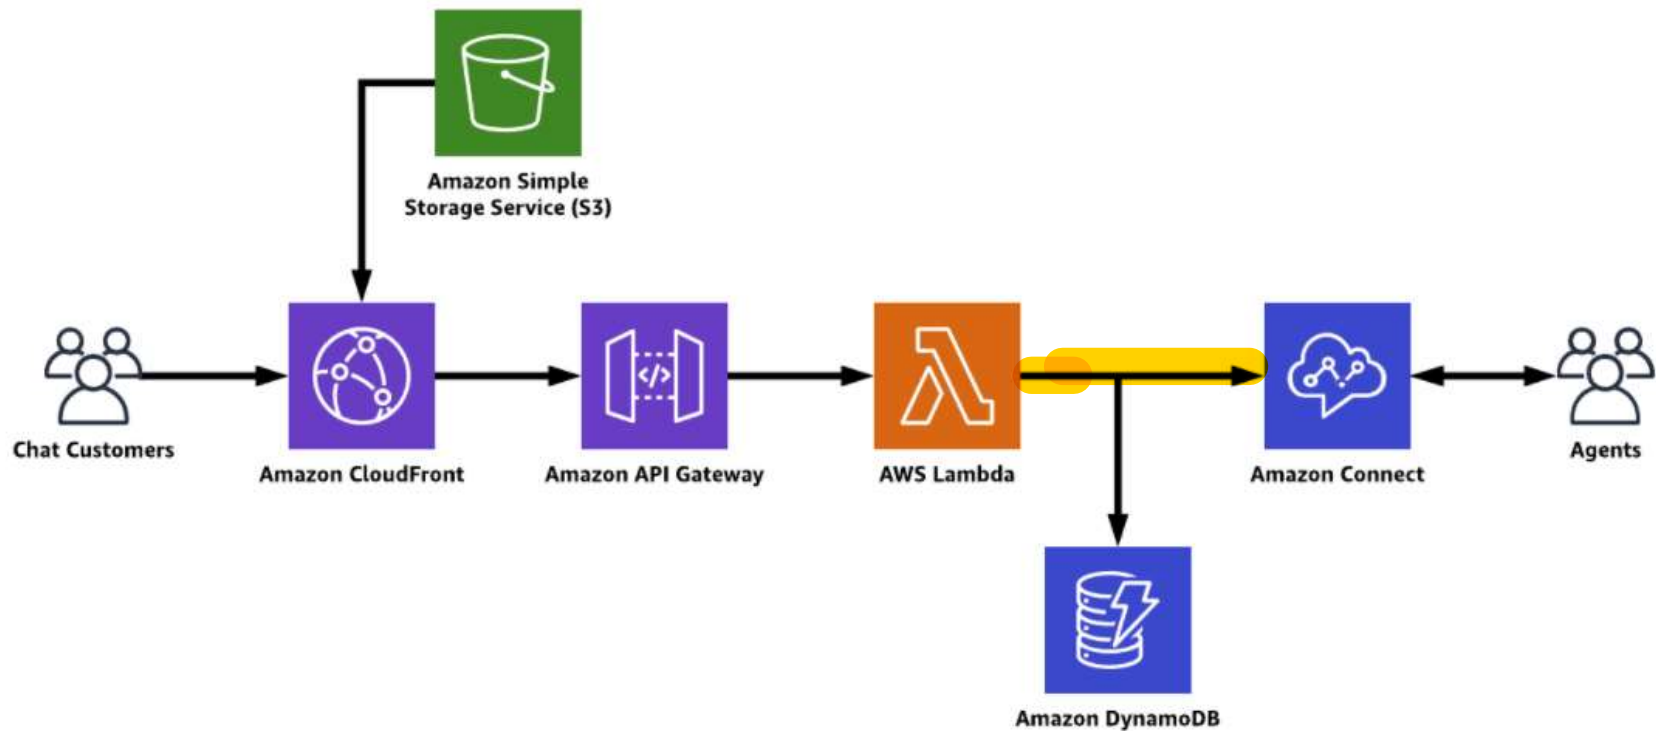 Amazon Simple
Storage Service (S3)
</>
Chat Customers
Amazon CloudFront
Amazon API Gateway
AWS Lambda
Amazon Connect
Agents
Amazon DynamoDB